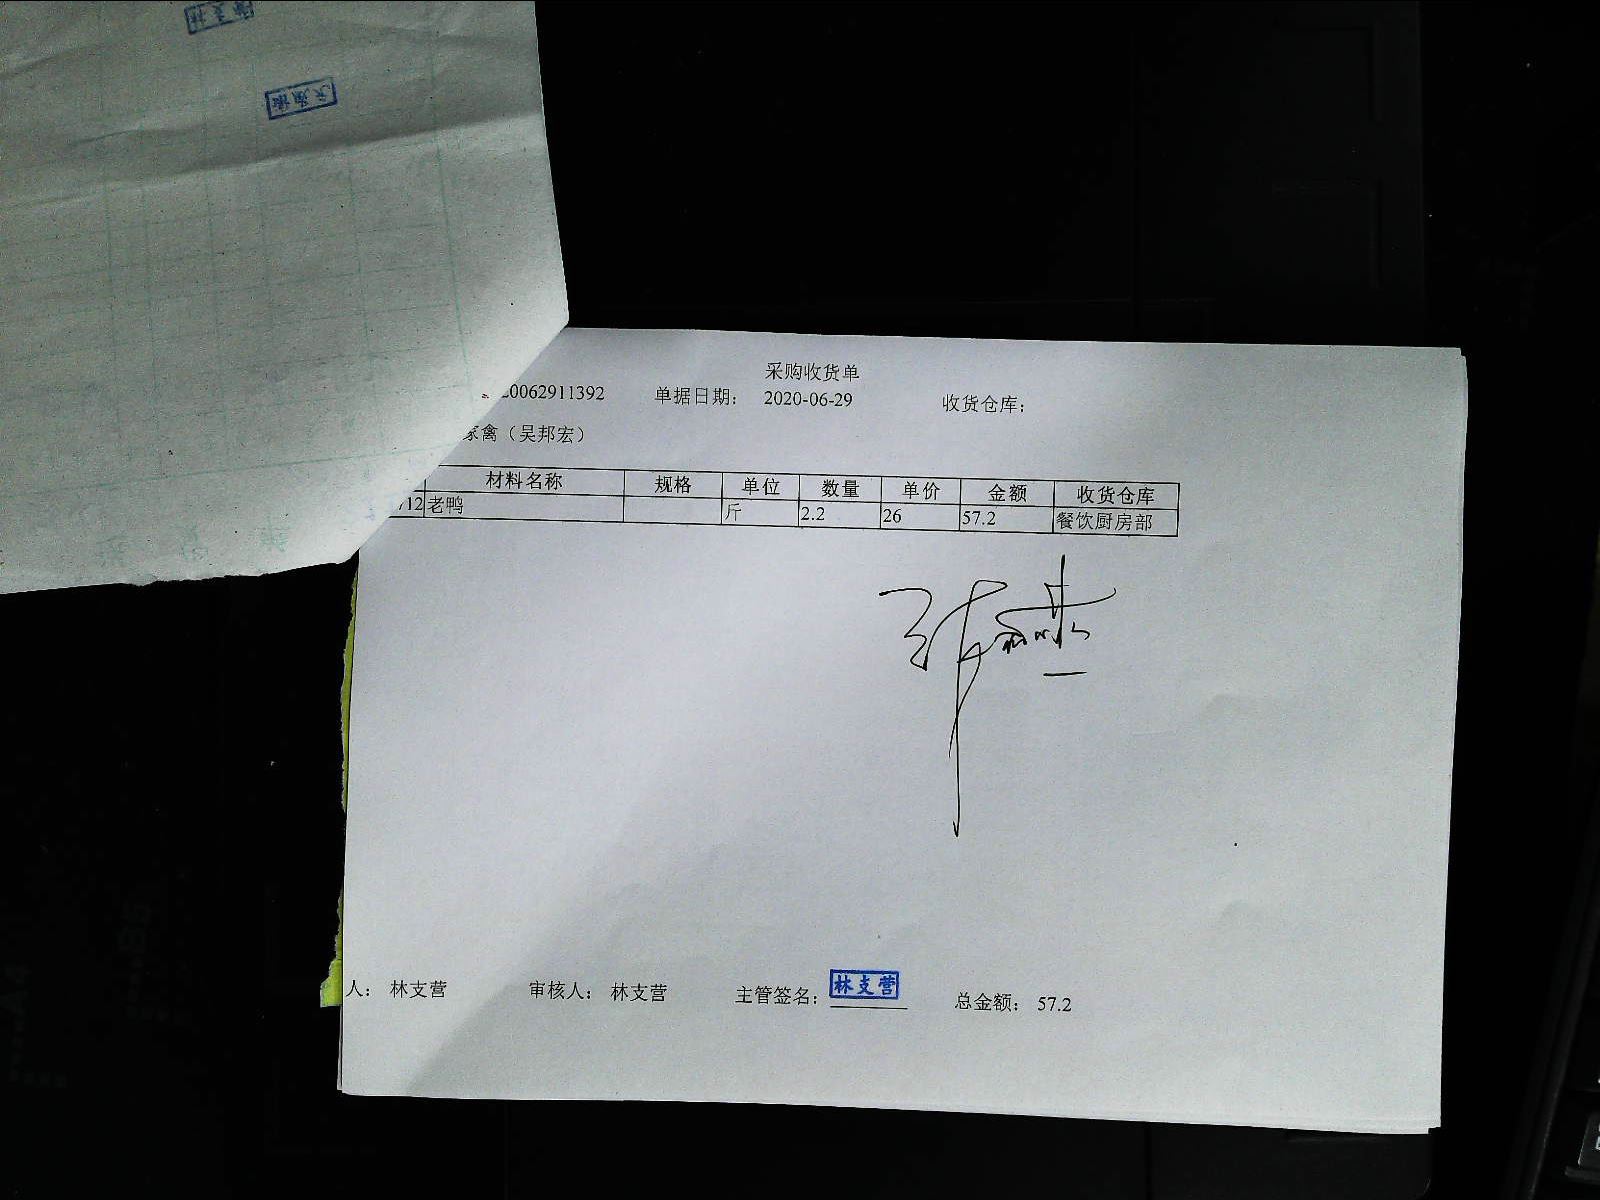 采购收货单
20062911392 单据日期： 2020-06-29 收货仓库：
家禽（吴邦宏）
材料名称 规格 单位 数量 单价 金额 收货仓库
712 老鸭 斤 2.2 26 57.2 餐饮厨房部
人： 林支营 审核人： 林支营 主管签名： 林支营 总金额： 57.2